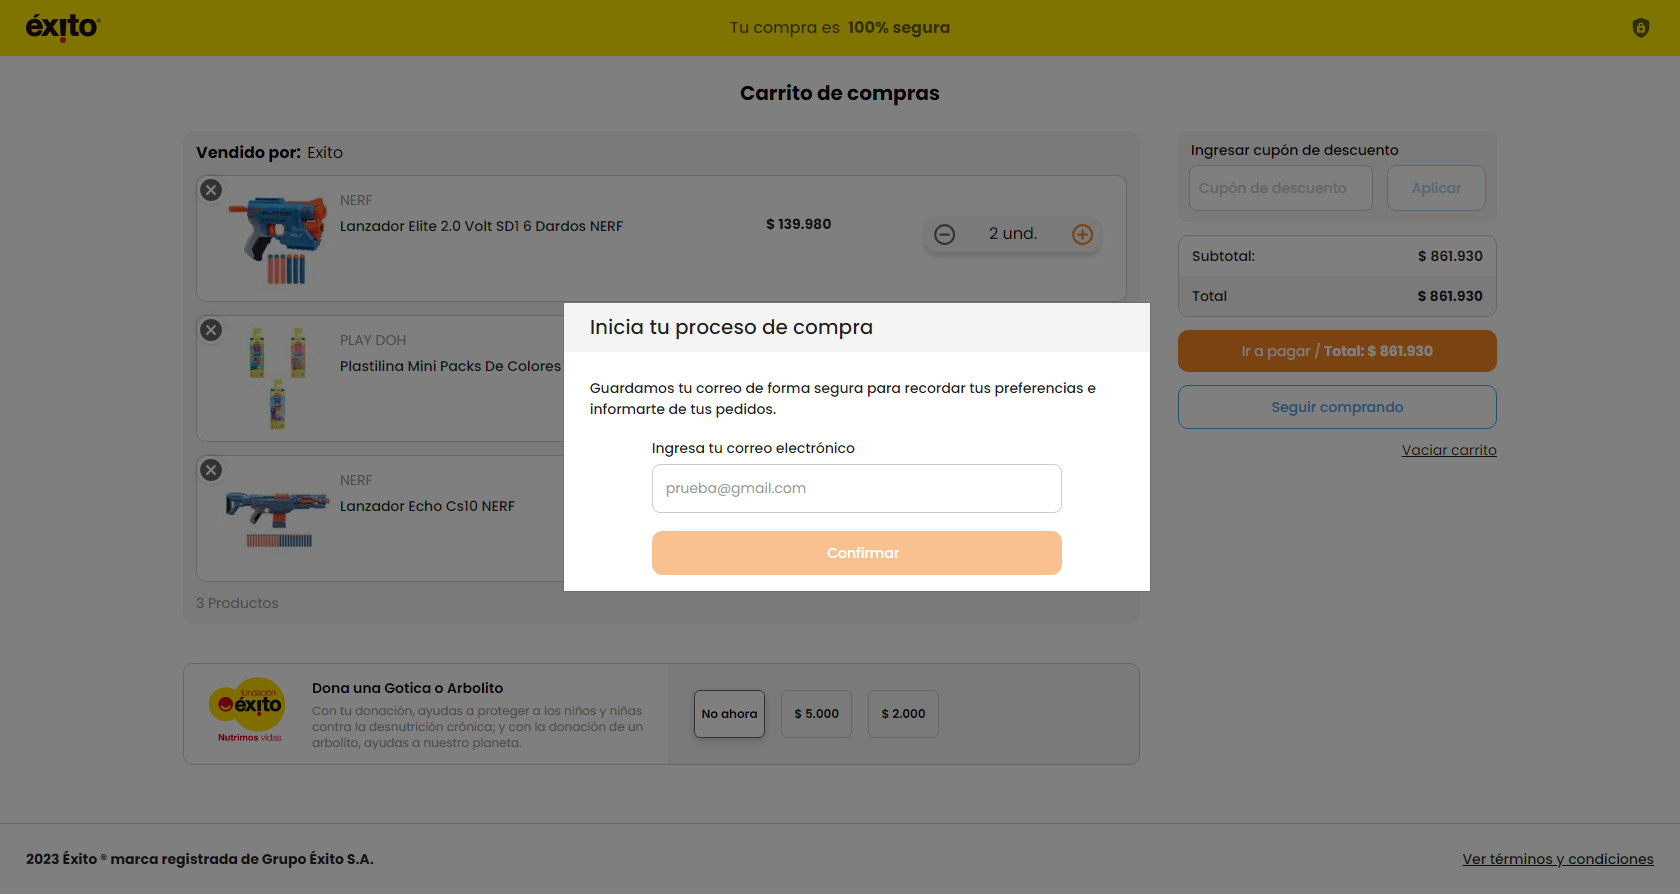 éxito®
Tu compra es 100% segura
Carrito de compras
Vendido por: Exito
NERF
Lanzador Elite 2.0 Volt SD1 6 Dardos NERF
$ 139.980
2 und.
PLAY DOH
Plastilina Mini Packs De Colores
NERF
Lanzador Echo Cs10 NERF
3 Productos
Ingresar cupón de descuento
Cupón de descuento
Aplicar
Subtotal: $ 861.930
Total $ 861.930
Ir a pagar / Total: $ 861.930
Seguir comprando
Vaciar carrito
Inicia tu proceso de compra
Guardamos tu correo de forma segura para recordar tus preferencias e
informarte de tus pedidos.
Ingresa tu correo electrónico
prueba@gmail.com
Confirmar
fundación
éxito
Nutrimos vidas
Dona una Gotica o Arbolito
Con tu donación, ayudas a proteger a los niños y niñas
contra la desnutrición crónica; y con la donación de un
arbolito, ayudas a nuestro planeta.
No ahora
$ 5.000
$ 2.000
2023 Éxito ® marca registrada de Grupo Éxito S.A.
Ver términos y condiciones